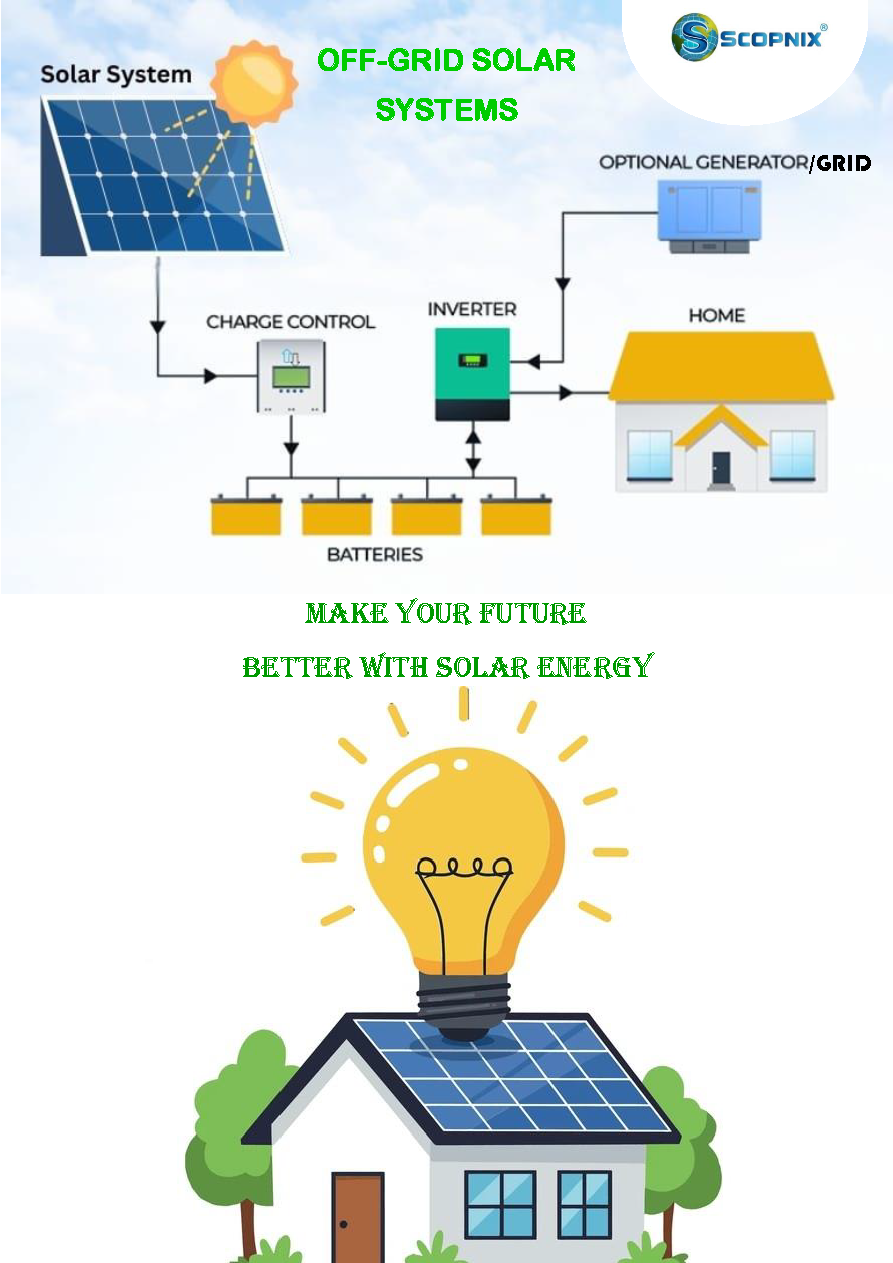 Solar System
OFF-GRID SOLAR
SYSTEMS
SCOPNIX®
OPTIONAL GENERATOR/GRID
CHARGE CONTROL
INVERTER
HOME
BATTERIES
MAKE YOUR FUTURE
BETTER WITH SOLAR ENERGY